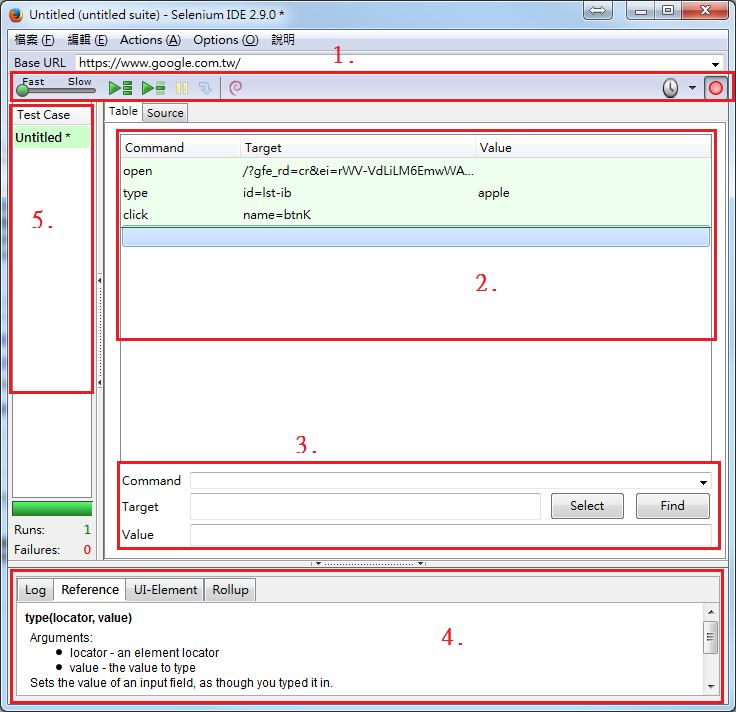 Untitled (untitled suite) - Selenium IDE 2.9.0 *
檔案 (F) 編輯 (E) Actions (A) Options (O) 說明
Base URL https://www.google.com.tw/
1.
Fast Slow
Test Case
Untitled *
5.
Runs: 1
Failures: 0
Table Source
Command Target Value
open /?gfe_rd=cr&ei=rWV-VdLiLM6EmwWA...
type id=lst-ib apple
click name=btnK
2.
3.
Command
Target Select Find
Value
Log Reference UI-Element Rollup
type(locator, value)
Arguments:
• locator - an element locator
• value - the value to type
Sets the value of an input field, as though you typed it in.
4.